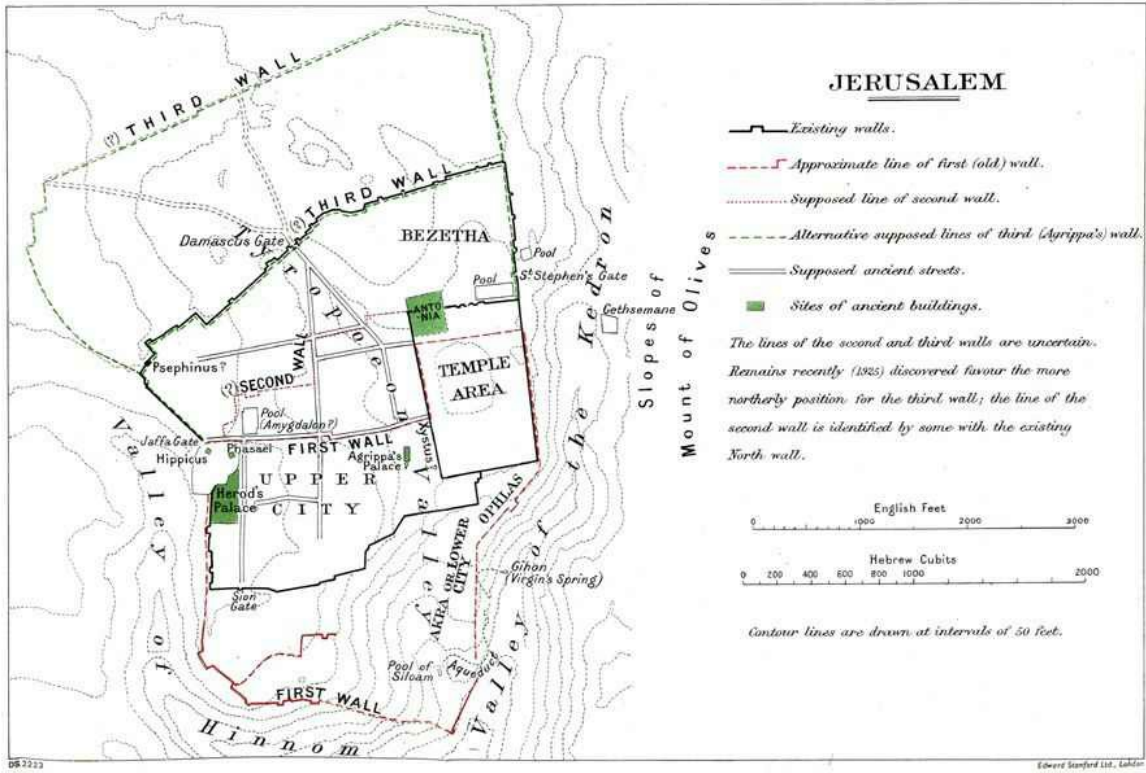 JERUSALEM
Existing walls.
Approximate line of first (old) wall.
Supposed line of second wall.
Alternative supposed lines of third (Agrippa's) wall.
Supposed ancient streets.
Sites of ancient buildings.
The lines of the second and third walls are uncertain.
Remains recently (1925) discovered favour the more
northerly position for the third wall; the line of the
second wall is identified by some with the existing
North wall.
English Feet
0 1000 2000 3000
Hebrew Cubits
0 200 400 600 800 1000 2000
Contour lines are drawn at intervals of 50 feet.
(?) THIRD WALL
(?) THIRD WALL
Damascus Gate
BEZETHA
Pool
St. Stephen's Gate
Pool
Gethsemane
ANTO
-NIA
TEMPLE
AREA
Tyropoeon
Valley
Psephinus?
(?) SECOND WALL
Pool
(Amygdalon?)
Jaffa Gate
Hippicus
Phasael
FIRST WALL
Xystus?
Agrippa's
Palace
UPPER
CITY
Herod's
Palace
OPHLAS
AKRA OR LOWER
CITY
Gihon
(Virgin's Spring)
Sion
Gate
Pool of
Siloam
Aqueduct
FIRST WALL
Valley of
Hinnom
Valley of the Kedron
Slopes of
Mount of Olives
Edward Stanford Ltd., London